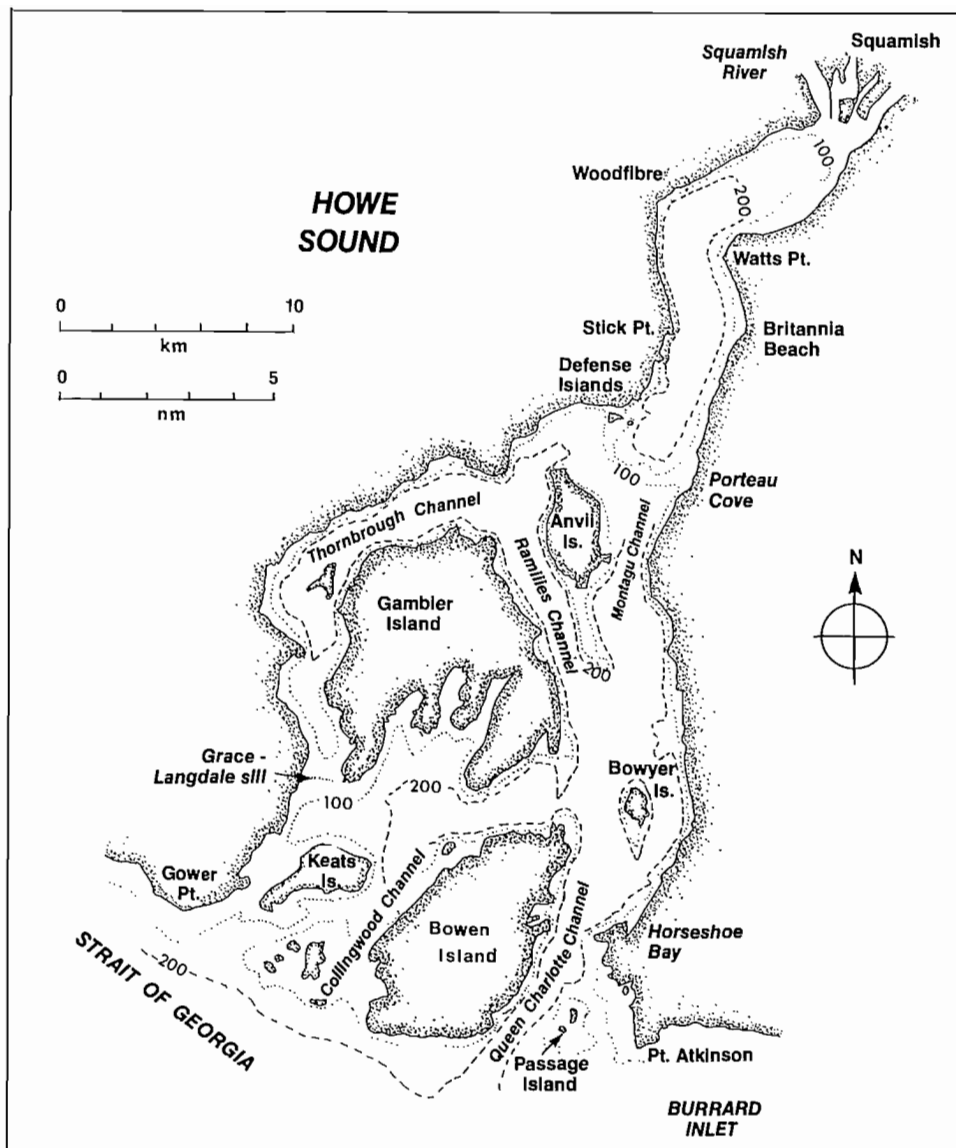 Squamish
River
Squamish
100
Woodfibre
200
HOWE
SOUND
Watts Pt.
0 10
km
Stick Pt.
Britannia
Beach
0 5
nm
Defense
Islands
100
Porteau
Cove
Thornbrough Channel
Anvil
Is.
Ramilies Channel
Montagu Channel
N
Gambler
Island
200
Grace -
Langdale sill
100
200
Bowyer
Is.
Gower
Pt.
Keats
Is.
Collingwood Channel
Bowen
Island
Queen Charlotte Channel
Horseshoe
Bay
200
STRAIT OF GEORGIA
Passage
Island
Pt. Atkinson
BURRARD
INLET